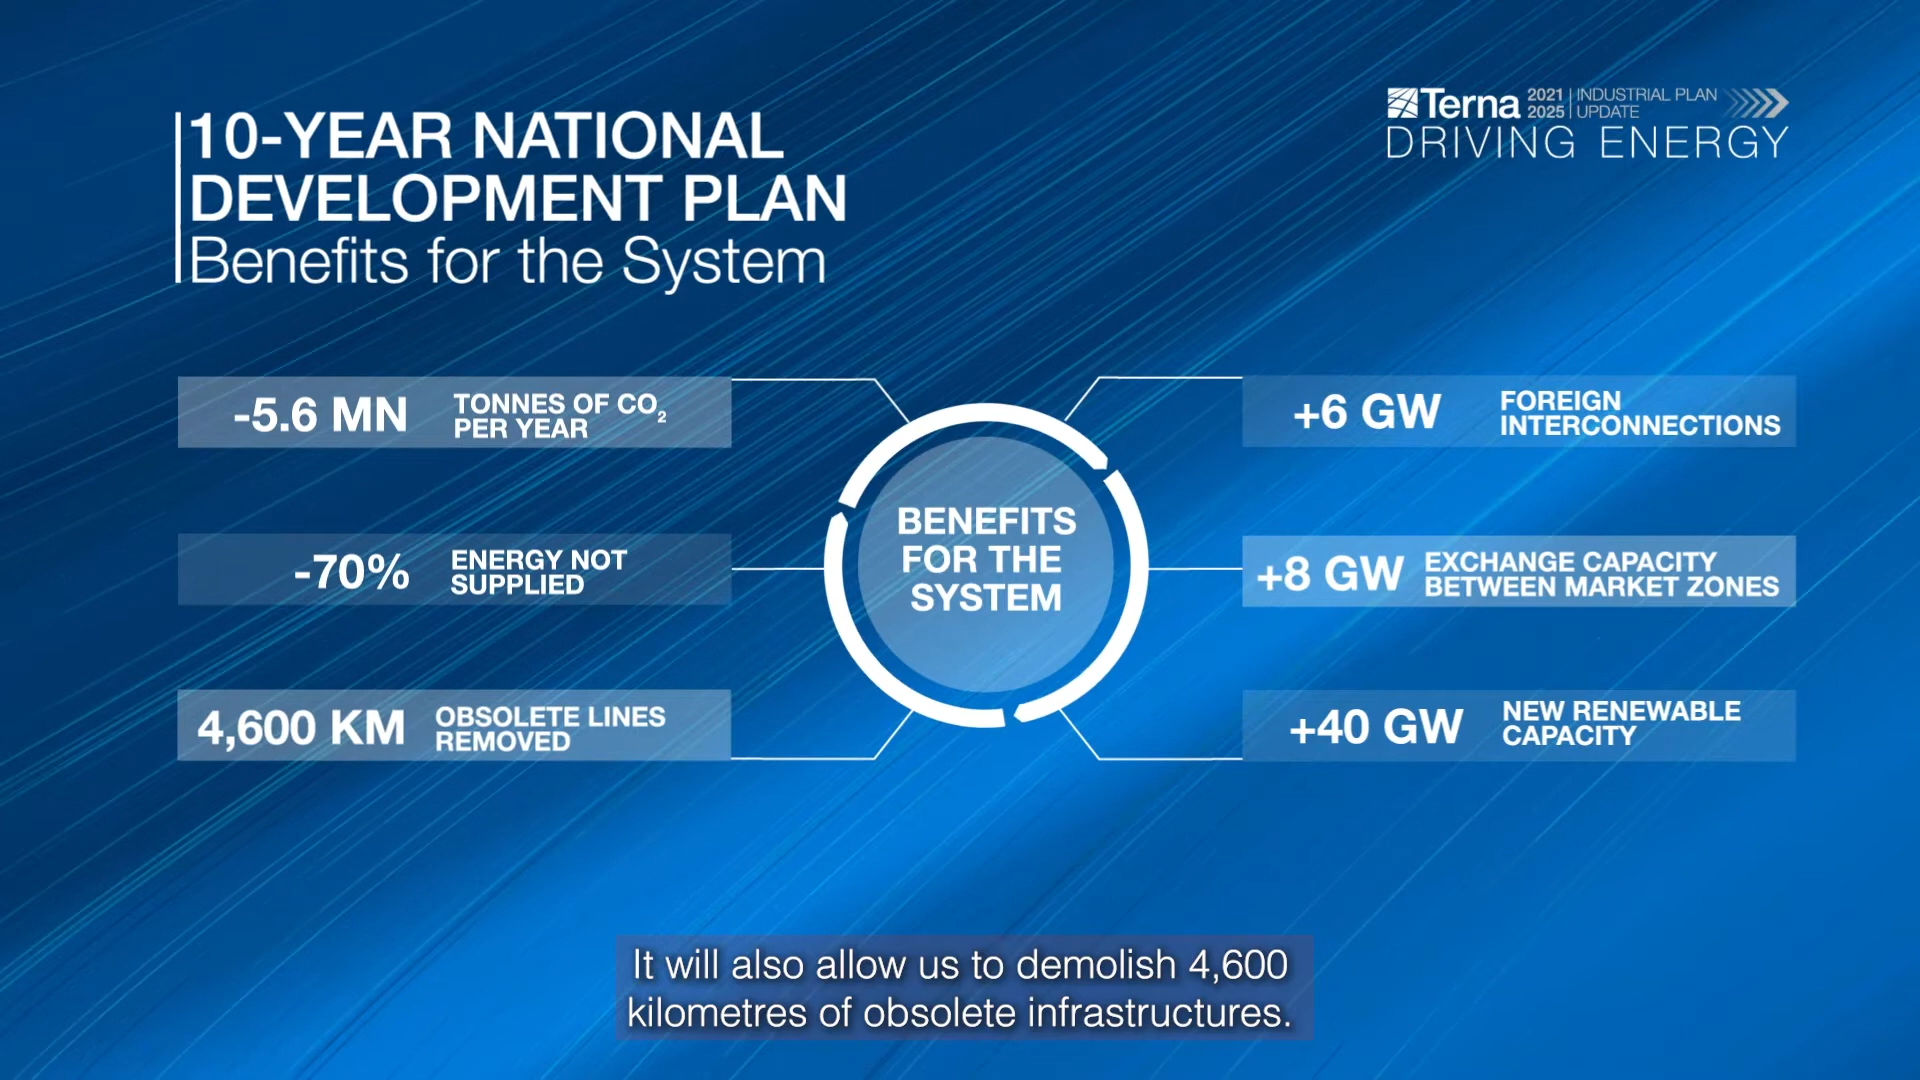 10-YEAR NATIONAL
DEVELOPMENT PLAN
Benefits for the System
Terna 2021 | INDUSTRIAL PLAN
2025 | UPDATE
DRIVING ENERGY
-5.6 MN TONNES OF CO₂
PER YEAR
-70% ENERGY NOT
SUPPLIED
4,600 KM OBSOLETE LINES
REMOVED
BENEFITS
FOR THE
SYSTEM
+6 GW FOREIGN
INTERCONNECTIONS
+8 GW EXCHANGE CAPACITY
BETWEEN MARKET ZONES
+40 GW NEW RENEWABLE
CAPACITY
It will also allow us to demolish 4,600
kilometres of obsolete infrastructures.